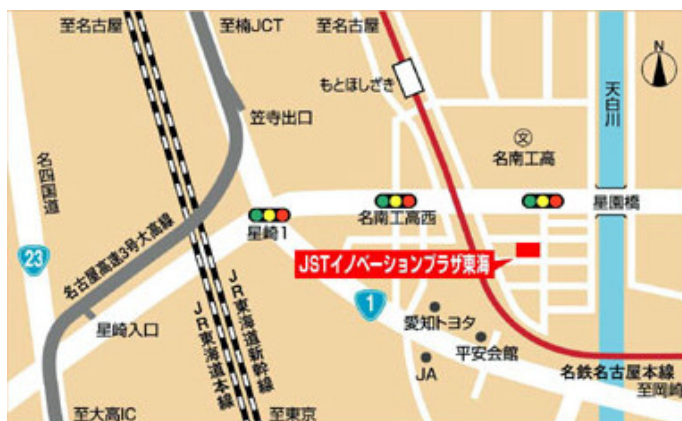 至名古屋
至楠JCT
至名古屋
N
もとほしざき
笠寺出口
天白川
文
名南工高
名四国道
星園橋
名南工高西
星崎1
23
名古屋高速3号大高線
JSTイノベーションプラザ東海
1
JR東海道新幹線
JR東海道本線
星崎入口
愛知トヨタ
平安会館
JA
名鉄名古屋本線
至岡崎
至大高IC
至東京